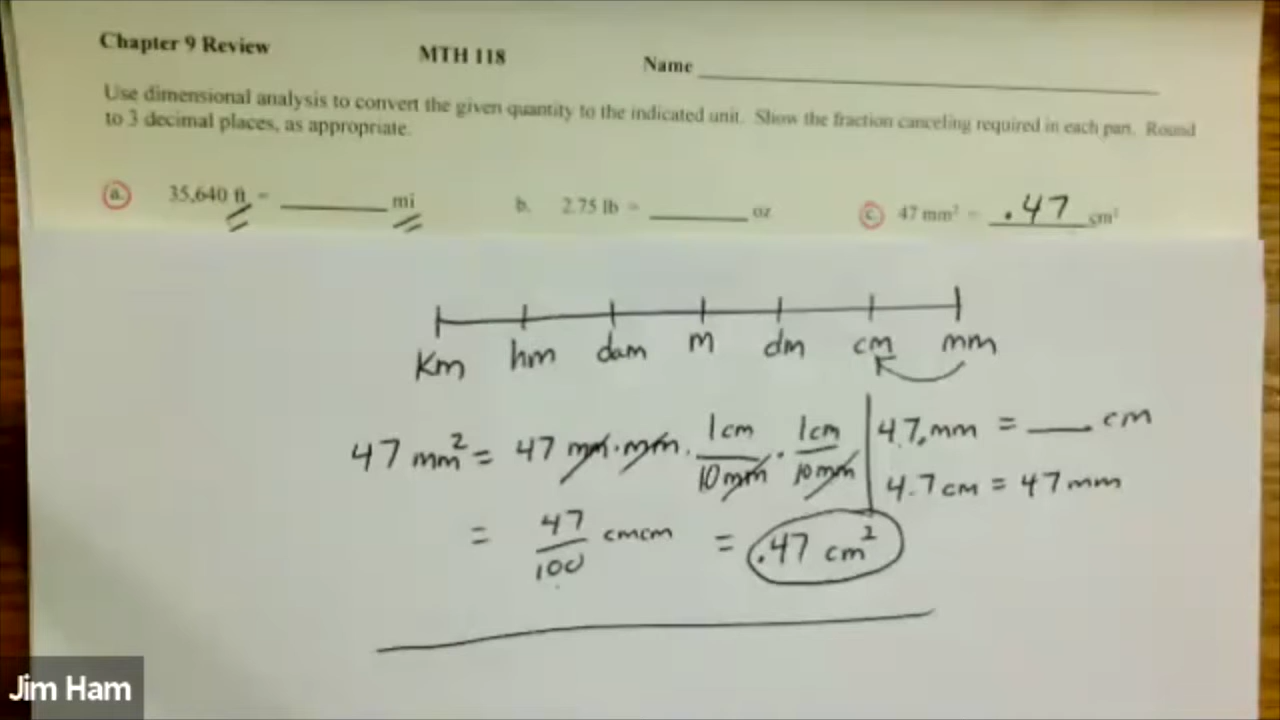 Chapter 9 Review MTH 118 Name
Use dimensional analysis to convert the given quantity to the indicated unit. Show the fraction canceling required in each part. Round
to 3 decimal places, as appropriate.
a. 35,640 ft = ____ mi b. 2.75 lb = ____ oz c. 47 mm² = .47 cm²
Km hm dam m dm cm mm
47 mm² = 47 mm · mm · 1cm/10mm · 1cm/10mm
47.mm = ____ cm
4.7cm = 47mm
= 47/100 cmcm = .47 cm²
Jim Ham